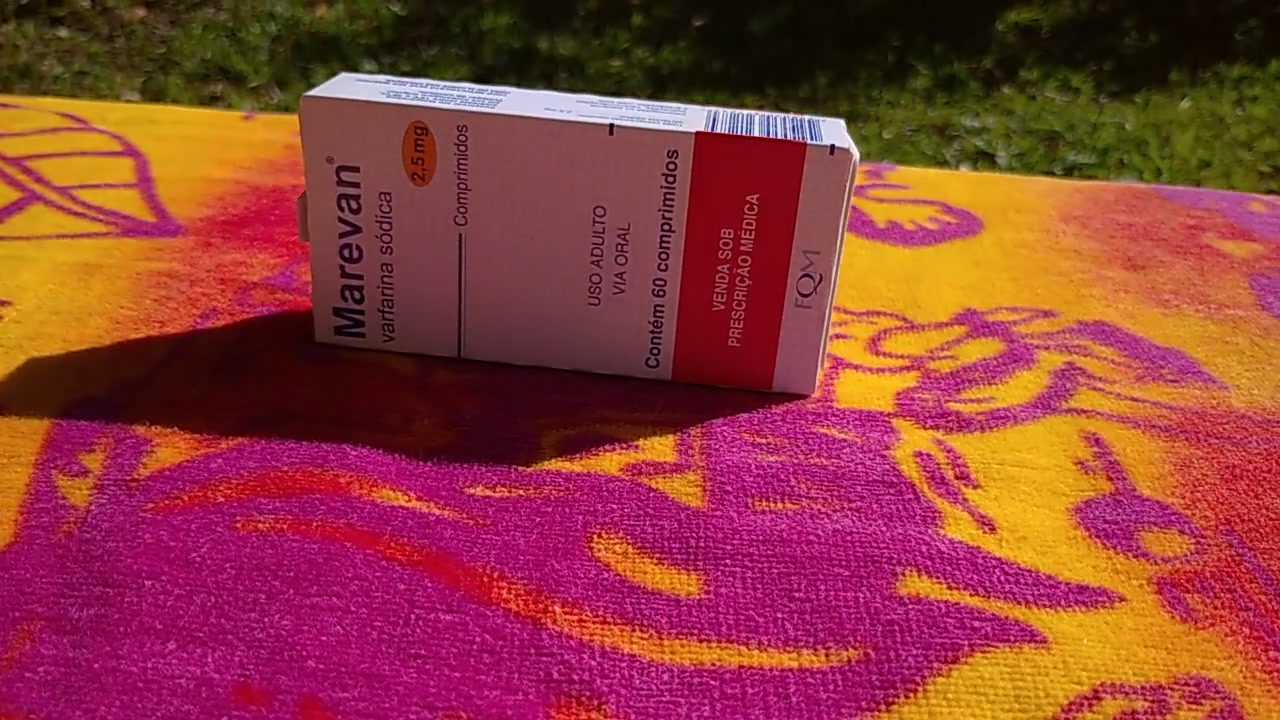 Marevan®
varfarina sódica
2,5 mg
Comprimidos
USO ADULTO
VIA ORAL
Contém 60 comprimidos
VENDA SOB
PRESCRIÇÃO MÉDICA
FQM